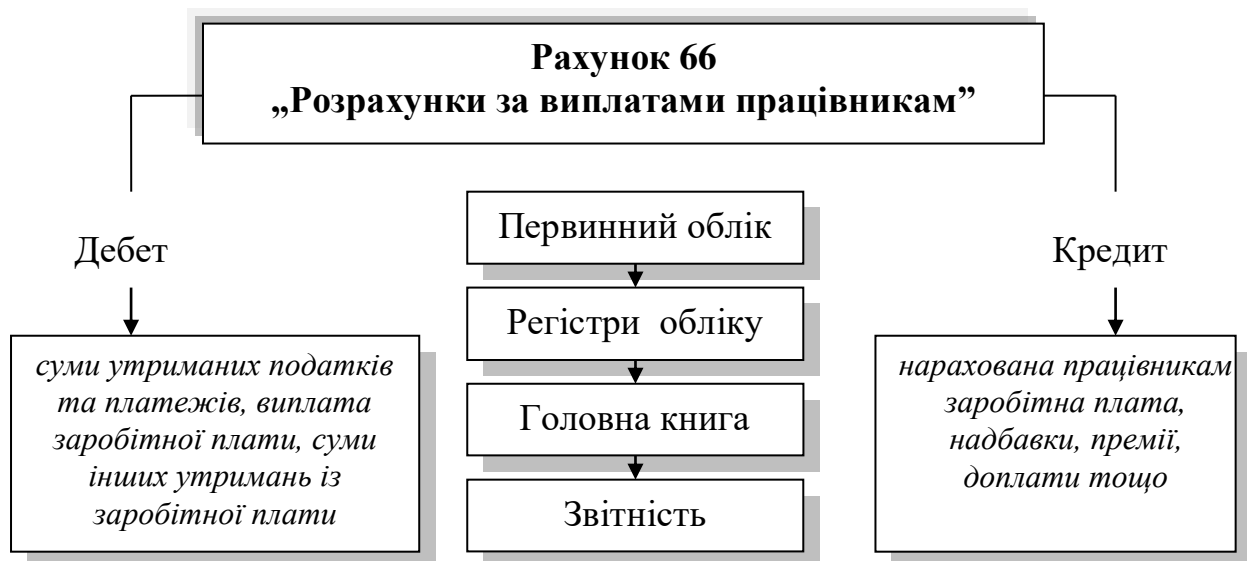 Рахунок 66
„Розрахунки за виплатами працівникам”
Дебет
суми утриманих податків
та платежів, виплата
заробітної плати, суми
інших утримань із
заробітної плати
Первинний облік
Регістри обліку
Головна книга
Звітність
Кредит
нарахована працівникам
заробітна плата,
надбавки, премії,
доплати тощо